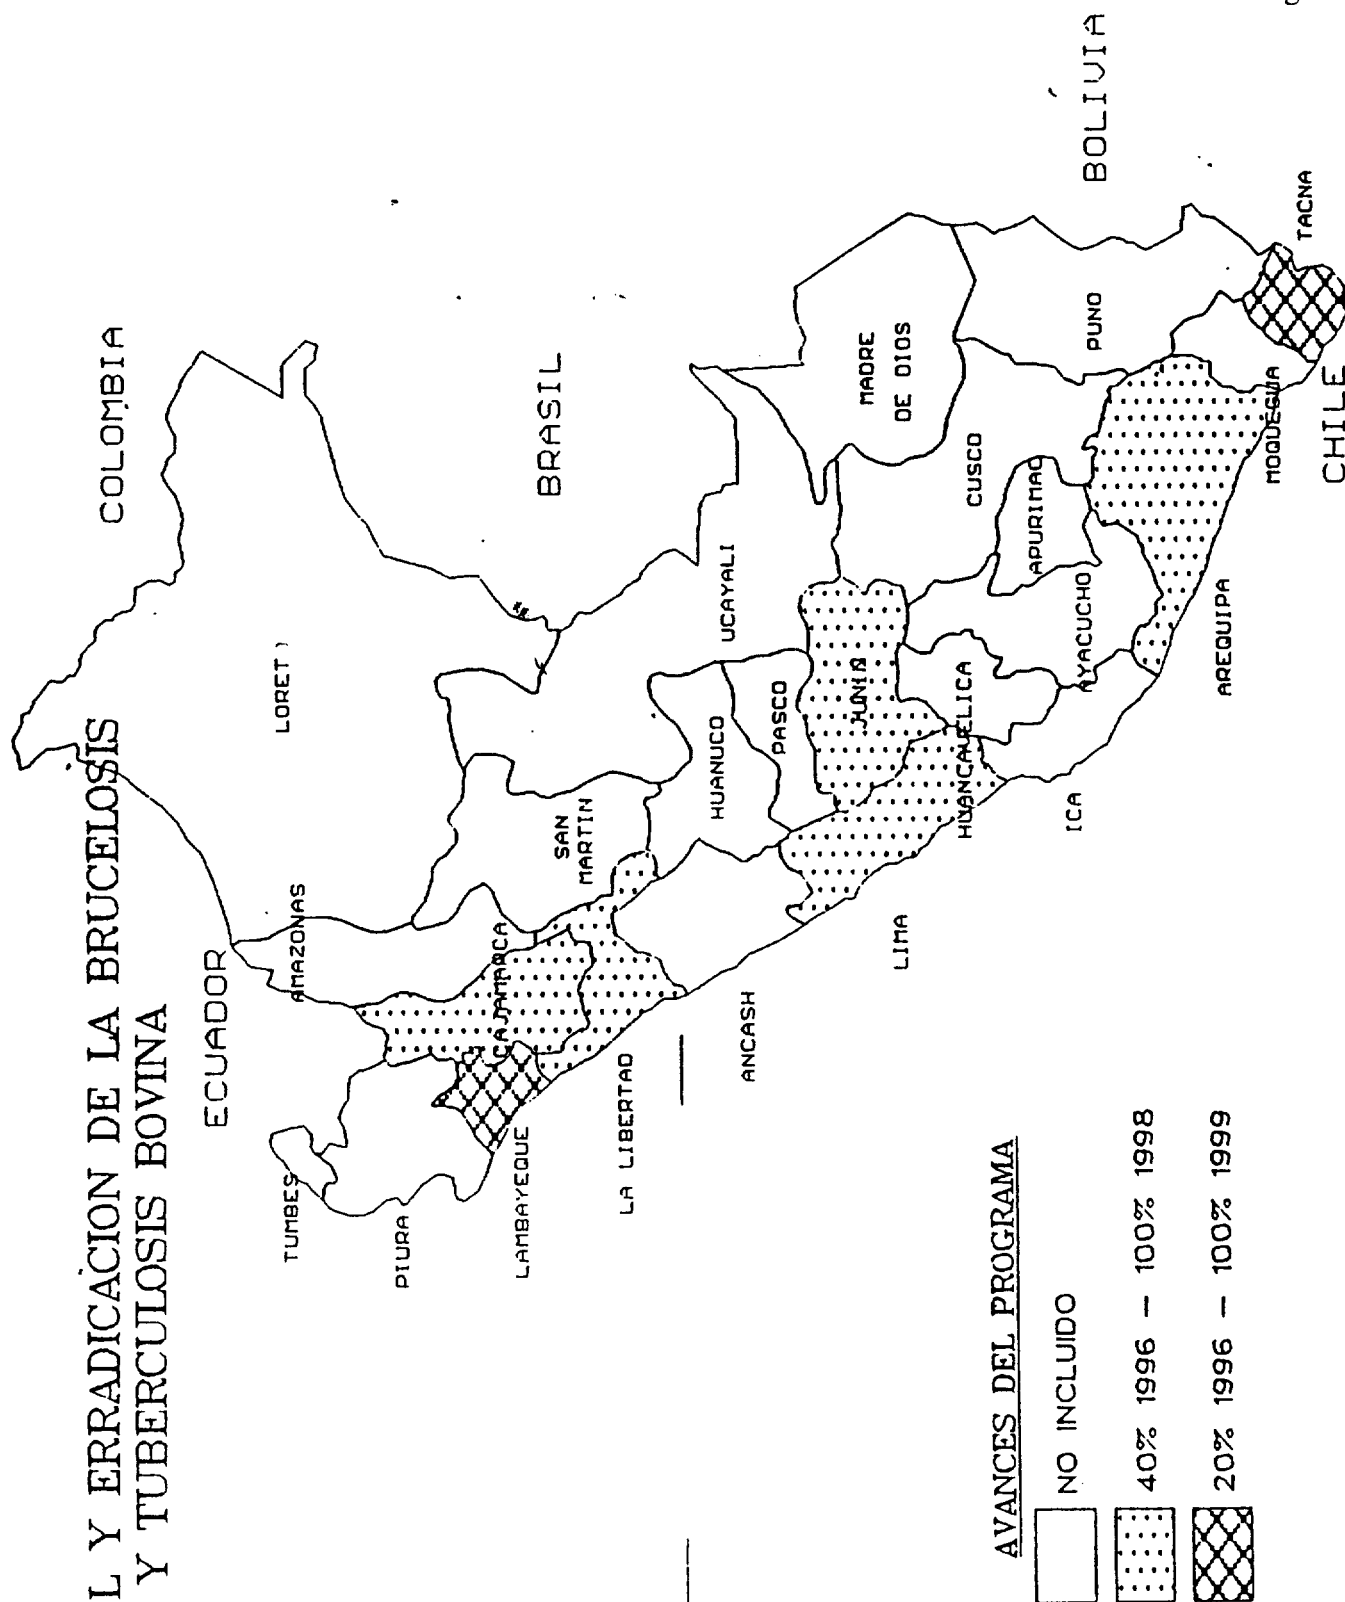 L Y ERRADICACION DE LA BRUCELOSIS
Y TUBERCULOSIS BOVINA
COLOMBIA
ECUADOR
BRASIL
BOLIVIA
CHILE
TUMBES
PIURA
LAMBAYEQUE
LA LIBERTAD
ANCASH
LIMA
ICA
AREQUIPA
MOQUEGUA
TACNA
AMAZONAS
CAJAMARCA
LORET
SAN
MARTIN
HUANUCO
PASCO
UCAYALI
JUNIN
HUANCAVELICA
AYACUCHO
APURIMAC
CUSCO
MADRE
DE DIOS
PUNO
AVANCES DEL PROGRAMA
NO INCLUIDO
40% 1996 - 100% 1998
20% 1996 - 100% 1999